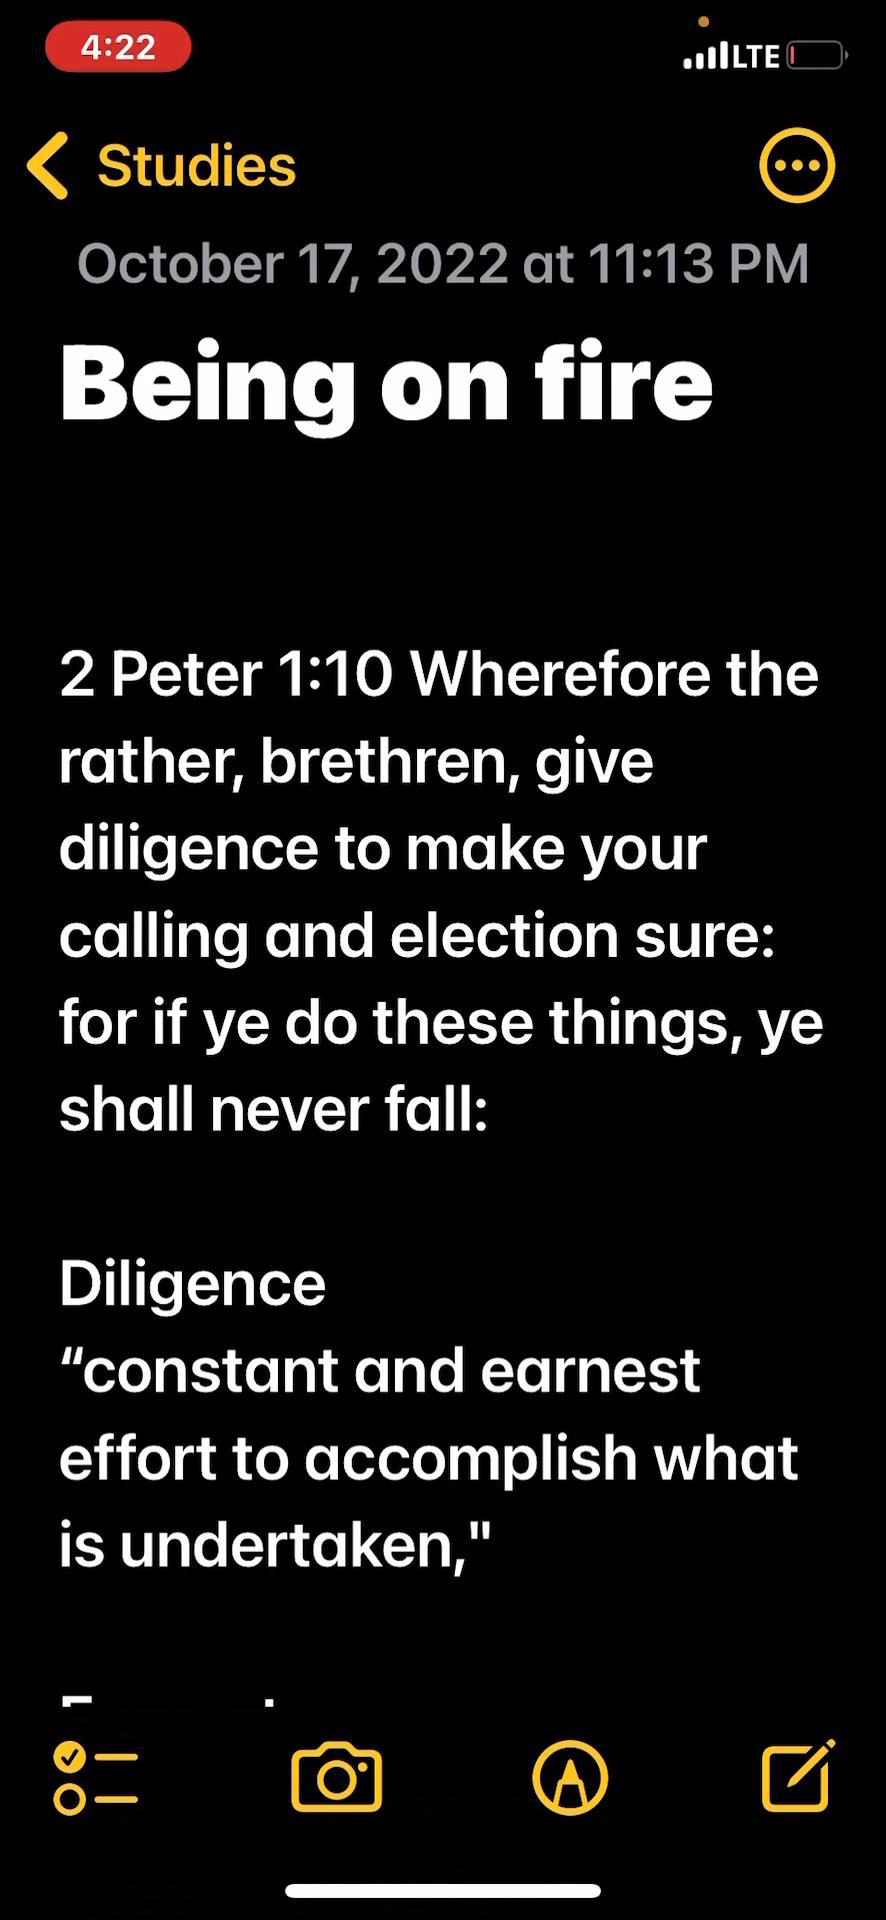 4:22
LTE
Studies
October 17, 2022 at 11:13 PM
Being on fire
2 Peter 1:10 Wherefore the
rather, brethren, give
diligence to make your
calling and election sure:
for if ye do these things, ye
shall never fall:
Diligence
“constant and earnest
effort to accomplish what
is undertaken,"